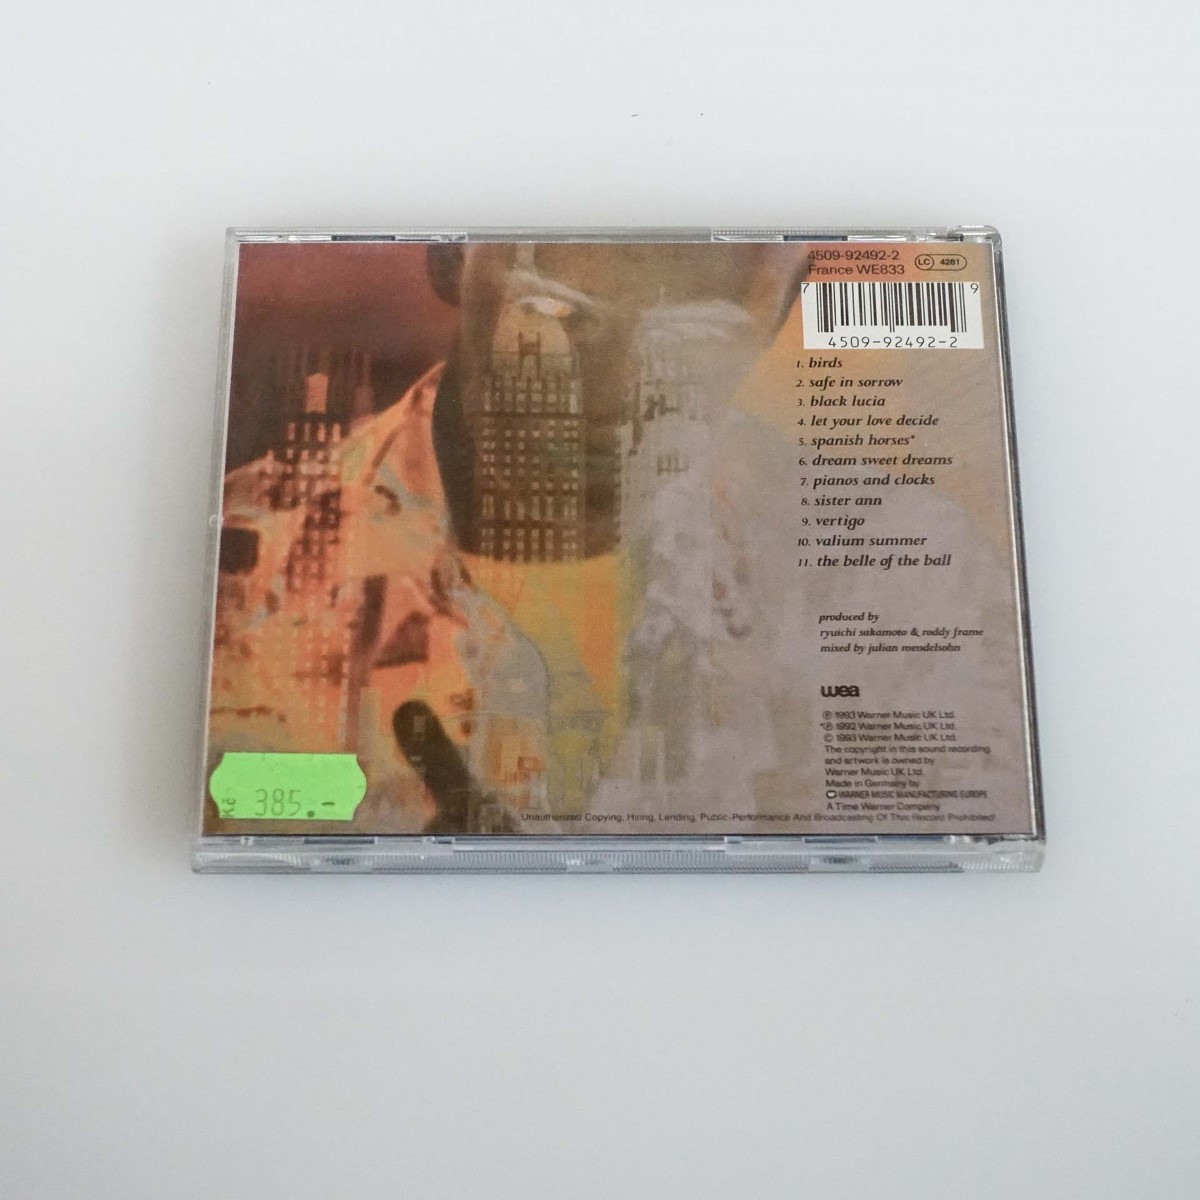 4509-92492-2
France WE833
LC 4281
7 9
4509-92492-2
1. birds
2. safe in sorrow
3. black lucia
4. let your love decide
5. spanish horses*
6. dream sweet dreams
7. pianos and clocks
8. sister ann
9. vertigo
10. valium summer
11. the belle of the ball
produced by
ryuichi sakamoto & roddy frame
mixed by julian mendelsohn
wea
℗ 1993 Warner Music UK Ltd.
*℗ 1992 Warner Music UK Ltd.
© 1993 Warner Music UK Ltd.
The copyright in this sound recording
and artwork is owned by
Warner Music UK Ltd.
Made in Germany by
WARNER MUSIC MANUFACTURING EUROPE
A Time Warner Company
Unauthorized Copying, Hiring, Lending, Public-Performance And Broadcasting Of This Record Prohibited!
Kč 385.-